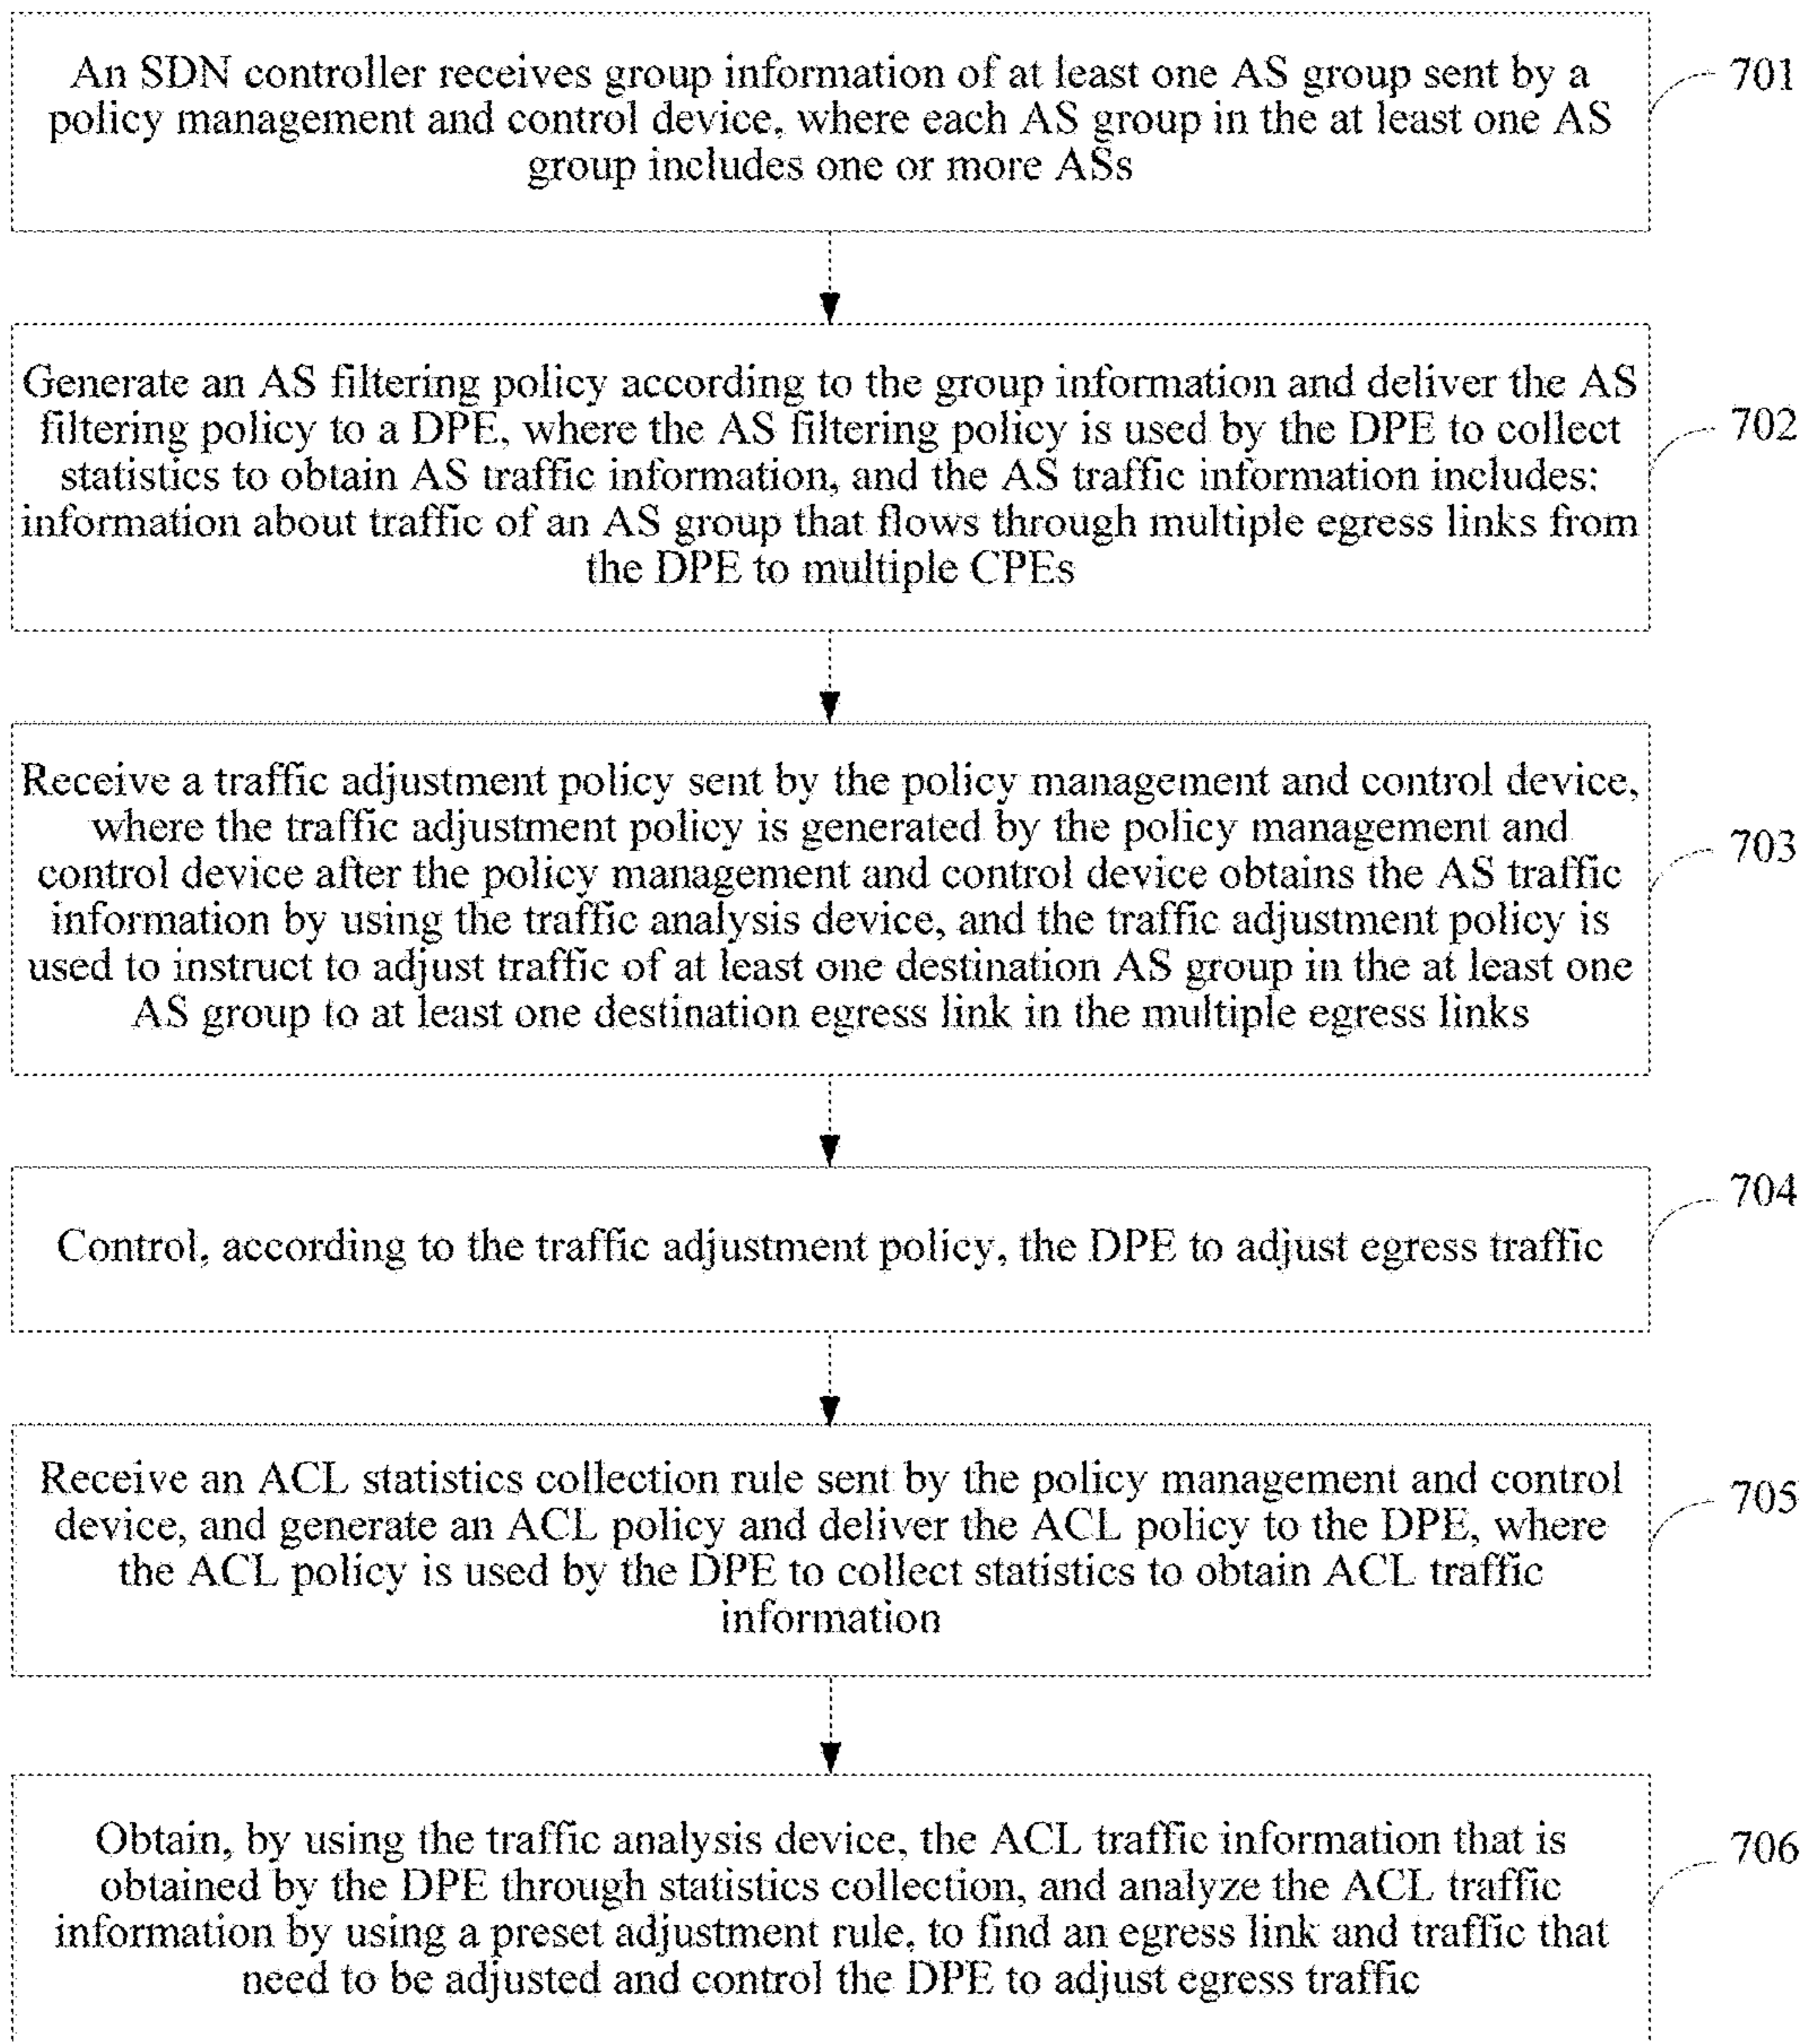 An SDN controller receives group information of at least one AS group sent by a
policy management and control device, where each AS group in the at least one AS
group includes one or more ASs
701
Generate an AS filtering policy according to the group information and deliver the AS
filtering policy to a DPE, where the AS filtering policy is used by the DPE to collect
statistics to obtain AS traffic information, and the AS traffic information includes:
information about traffic of an AS group that flows through multiple egress links from
the DPE to multiple CPEs
702
Receive a traffic adjustment policy sent by the policy management and control device,
where the traffic adjustment policy is generated by the policy management and
control device after the policy management and control device obtains the AS traffic
information by using the traffic analysis device, and the traffic adjustment policy is
used to instruct to adjust traffic of at least one destination AS group in the at least one
AS group to at least one destination egress link in the multiple egress links
703
Control, according to the traffic adjustment policy, the DPE to adjust egress traffic
704
Receive an ACL statistics collection rule sent by the policy management and control
device, and generate an ACL policy and deliver the ACL policy to the DPE, where
the ACL policy is used by the DPE to collect statistics to obtain ACL traffic
information
705
Obtain, by using the traffic analysis device, the ACL traffic information that is
obtained by the DPE through statistics collection, and analyze the ACL traffic
information by using a preset adjustment rule, to find an egress link and traffic that
need to be adjusted and control the DPE to adjust egress traffic
706